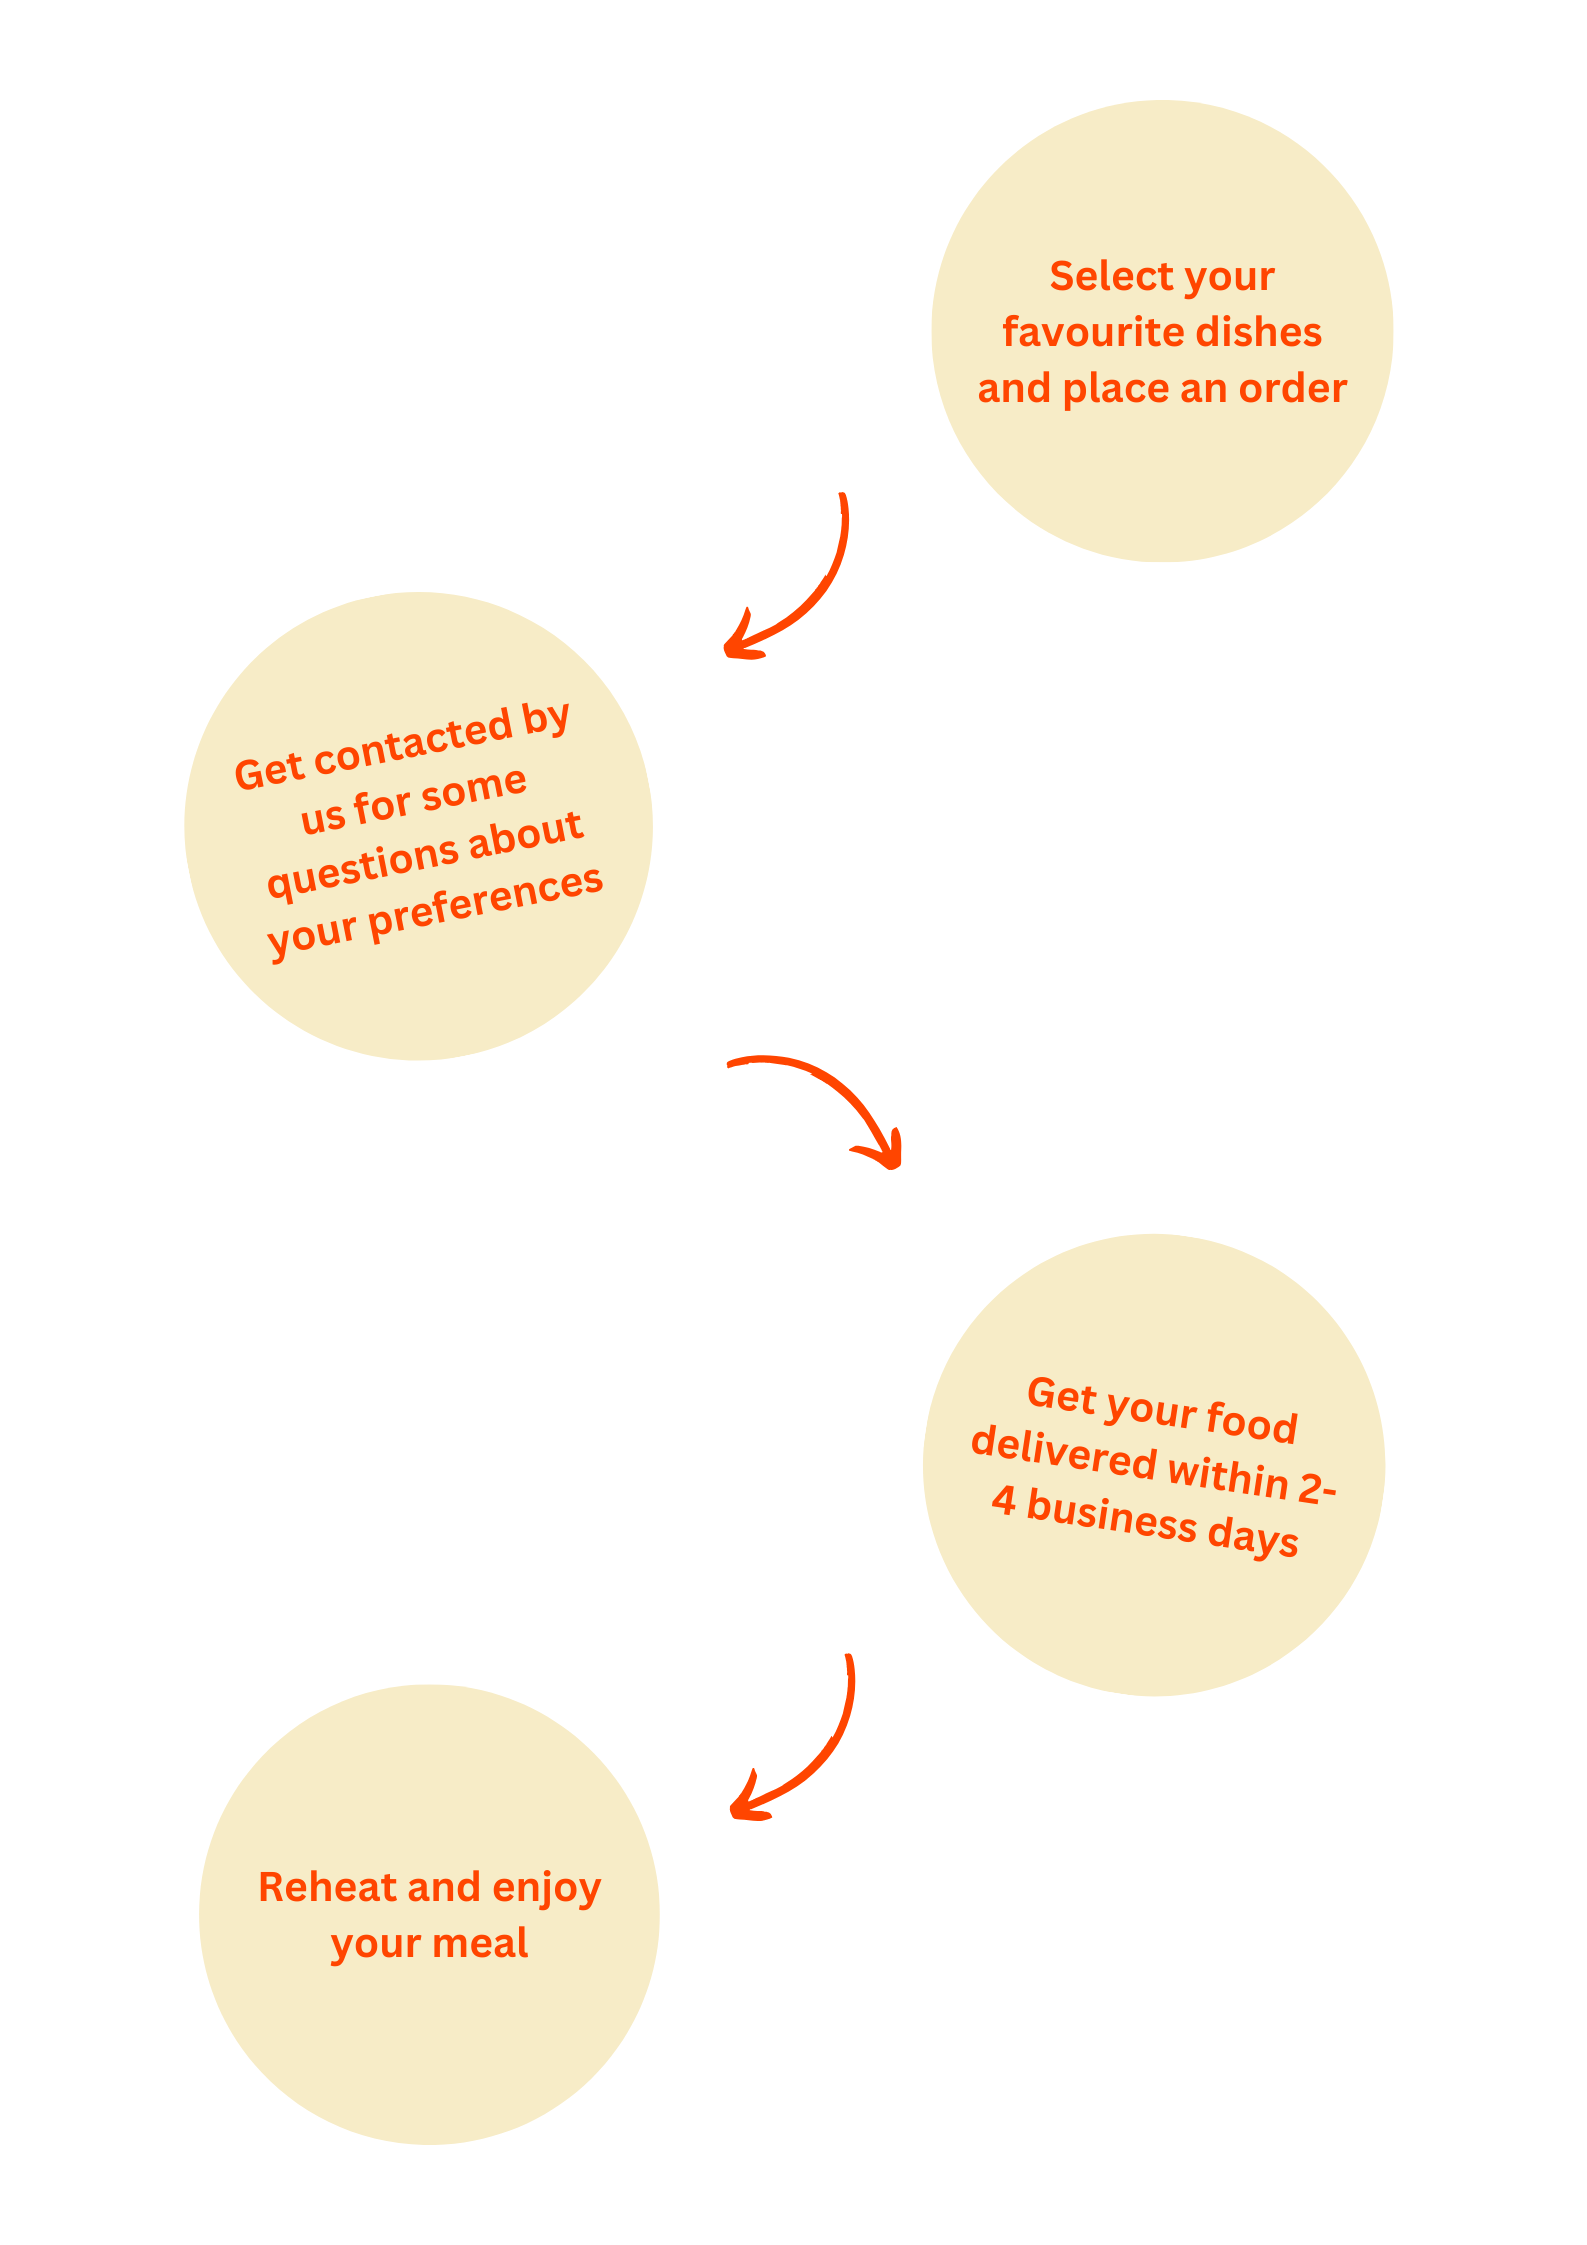 Select your
favourite dishes
and place an order
Get contacted by
us for some
questions about
your preferences
Get your food
delivered within 2-
4 business days
Reheat and enjoy
your meal